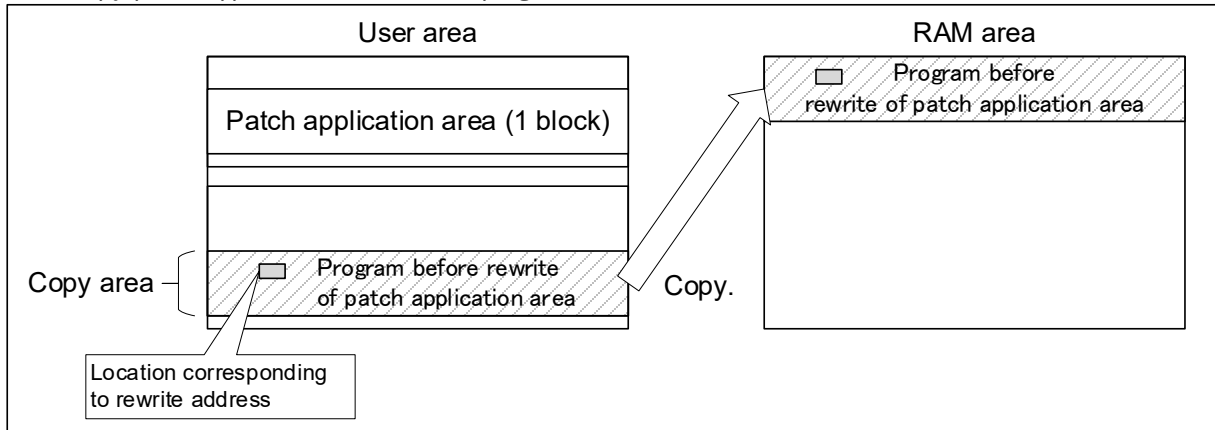 User area
RAM area
Patch application area (1 block)
Program before
rewrite of patch application area
Copy area
Program before rewrite
of patch application area
Copy.
Location corresponding
to rewrite address